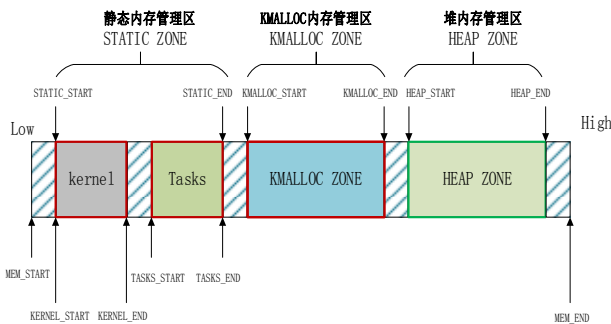 静态内存管理区
STATIC ZONE
KMALLOC内存管理区
KMALLOC ZONE
堆内存管理区
HEAP ZONE
STATIC_START
STATIC_END
KMALLOC_START
KMALLOC_END
HEAP_START
HEAP_END
Low
High
kernel
Tasks
KMALLOC ZONE
HEAP ZONE
MEM_START
TASKS_START
TASKS_END
KERNEL_START
KERNEL_END
MEM_END